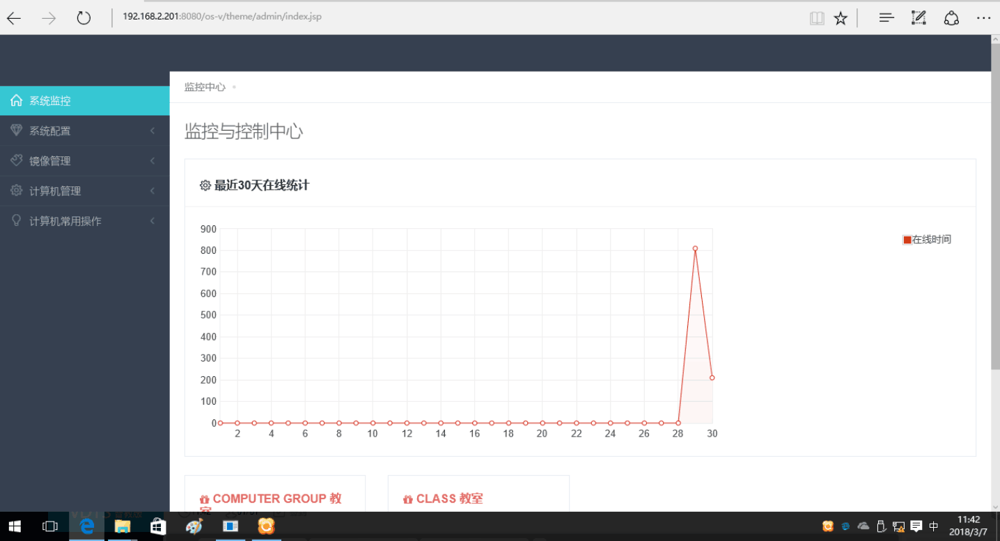 192.168.2.201:8080/os-v/theme/admin/index.jsp
系统监控
系统配置
镜像管理
计算机管理
计算机常用操作
监控中心
监控与控制中心
最近30天在线统计
900
800
700
600
500
400
300
200
100
0
2 4 6 8 10 12 14 16 18 20 22 24 26 28 30
在线时间
COMPUTER GROUP 教
室
CLASS 教室
中
11:42
2018/3/7